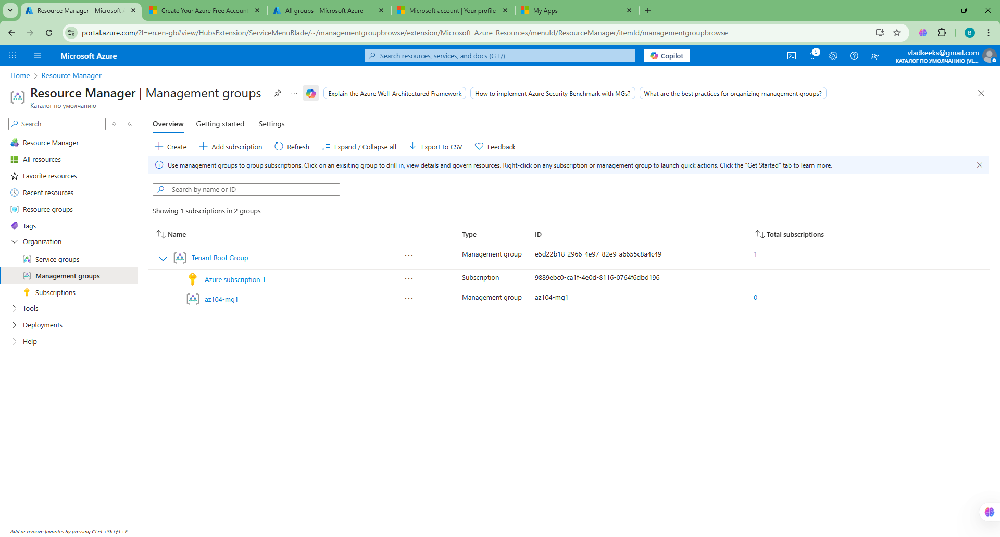 Resource Manager - Microsoft A
Create Your Azure Free Account
All groups - Microsoft Azure
Microsoft account | Your profile
My Apps
portal.azure.com/?l=en.en-gb#view/HubsExtension/ServiceMenuBlade/~/managementgroupbrowse/extension/Microsoft_Azure_Resources/menuId/ResourceManager/itemId/managementgroupbrowse
B
Microsoft Azure
Search resources, services, and docs (G+/)
Copilot
5
vladkeeks@gmail.com
КАТАЛОГ ПО УМОЛЧАНИЮ (VL...
Home > Resource Manager
Resource Manager | Management groups
Explain the Azure Well-Architected Framework
How to implement Azure Security Benchmark with MGs?
What are the best practices for organizing management groups?
Каталог по умолчанию
Search
Overview
Getting started
Settings
Resource Manager
All resources
Favorite resources
Recent resources
Resource groups
Tags
Organization
Service groups
Management groups
Subscriptions
Tools
Deployments
Help
Create
Add subscription
Refresh
Expand / Collapse all
Export to CSV
Feedback
Use management groups to group subscriptions. Click on an exisiting group to drill in, view details and govern resources. Right-click on any subscription or management group to launch quick actions. Click the "Get Started" tab to learn more.
Search by name or ID
Showing 1 subscriptions in 2 groups
Name Type ID Total subscriptions
Tenant Root Group ... Management group e5d22b18-2966-4e97-82e9-a6655c8a4c49 1
Azure subscription 1 ... Subscription 9889ebc0-ca1f-4e0d-8116-0764f6dbd196
az104-mg1 ... Management group az104-mg1 0
Add or remove favorites by pressing Ctrl+Shift+F